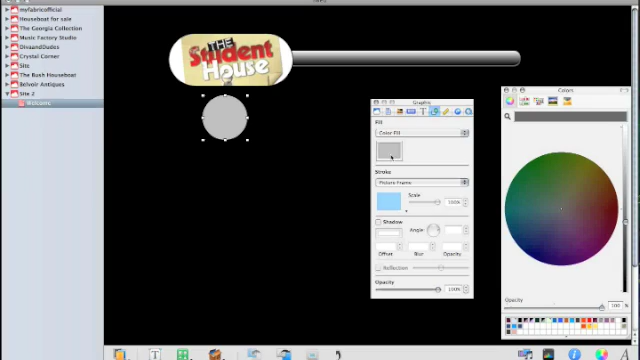 myfabricofficial
Houseboat for sale
The Georgia Collection
Music Factory Studio
DivaandDudes
Crystal Corner
Site
The Bush Houseboat
Belvoir Antiques
Site 2
Welcome
THE
Student
House
Graphic
Fill
Color Fill
Stroke
Picture Frame
Scale
100%
Shadow
Angle
Offset
Blur
Opacity
Reflection
Opacity
100%
Colors
Opacity
100 %